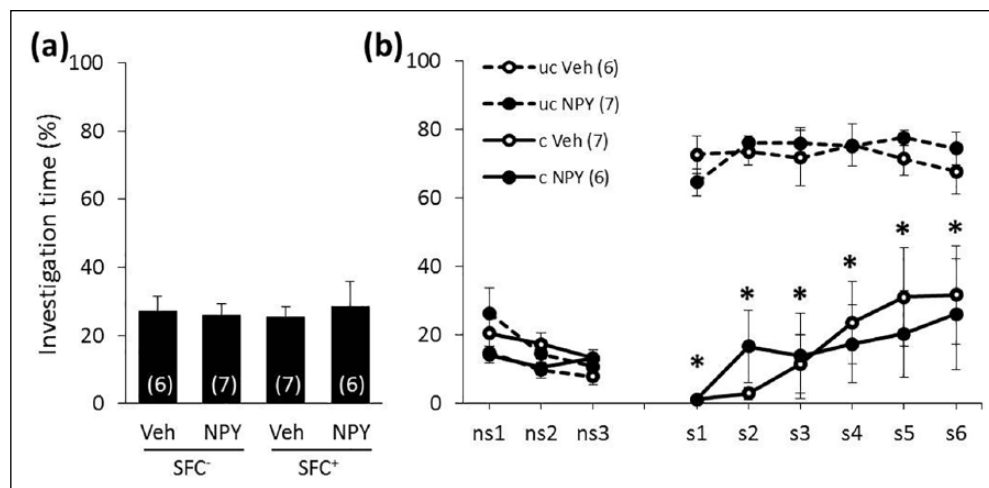 (a)
Investigation time (%)
100
80
60
40
20
0
(6)
(7)
(7)
(6)
Veh
NPY
Veh
NPY
SFC-
SFC+
(b)
100
80
60
40
20
0
uc Veh (6)
uc NPY (7)
c Veh (7)
c NPY (6)
*
*
*
*
*
*
ns1
ns2
ns3
s1
s2
s3
s4
s5
s6